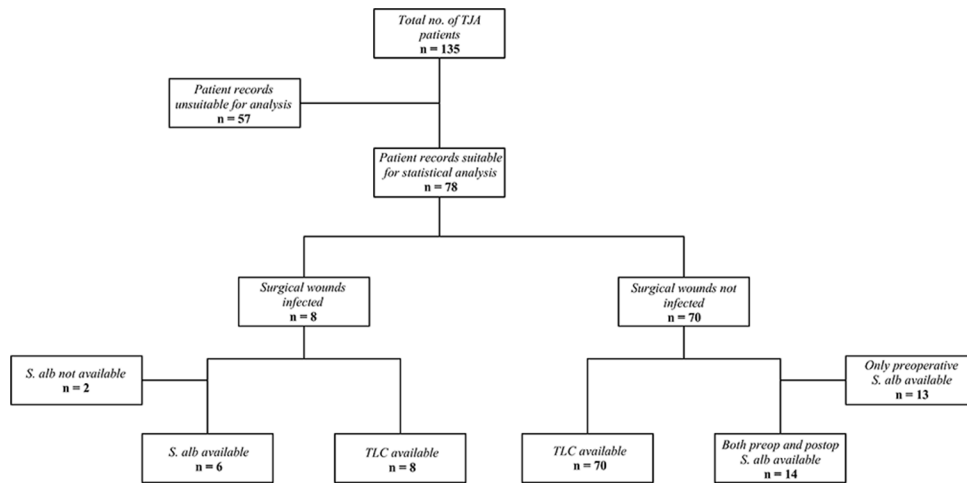 Total no. of TJA
patients
n = 135
Patient records
unsuitable for analysis
n = 57
Patient records suitable
for statistical analysis
n = 78
Surgical wounds
infected
n = 8
Surgical wounds not
infected
n = 70
S. alb not available
n = 2
Only preoperative
S. alb available
n = 13
S. alb available
n = 6
TLC available
n = 8
TLC available
n = 70
Both preop and postop
S. alb available
n = 14